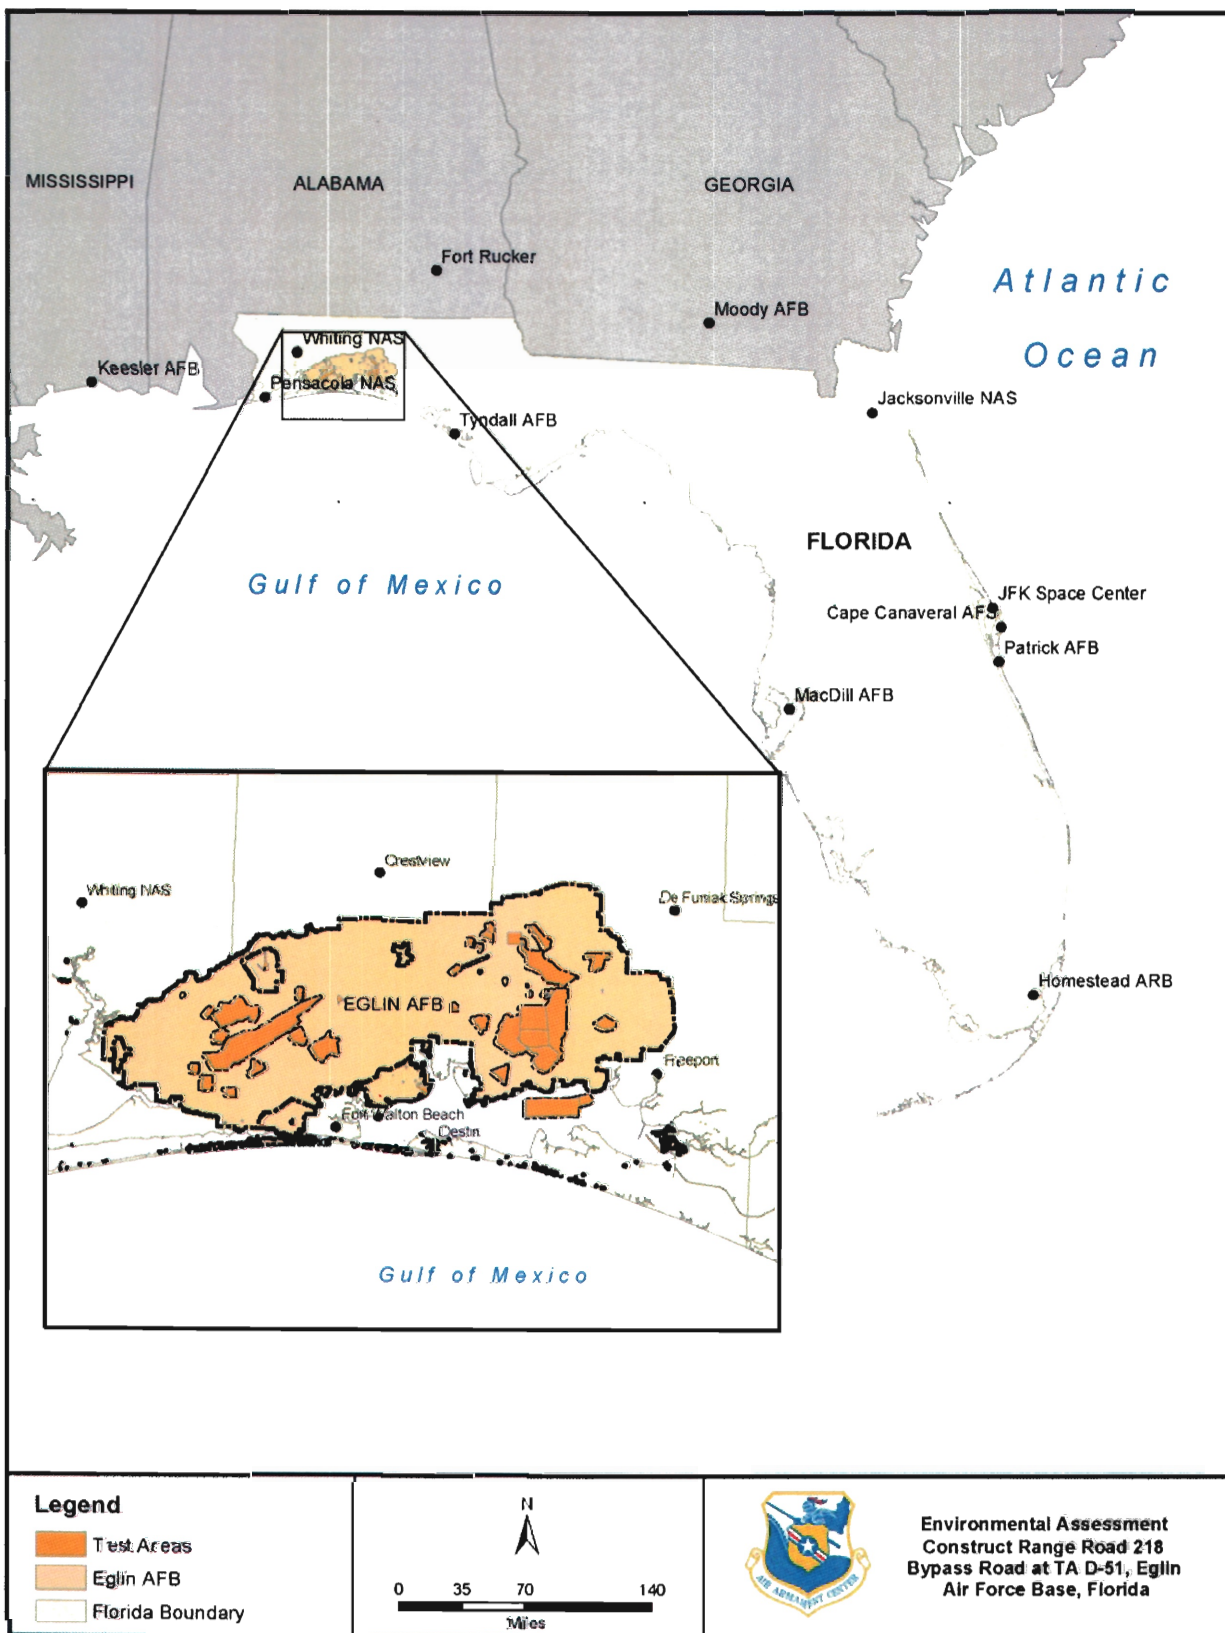 MISSISSIPPI
ALABAMA
GEORGIA
Fort Rucker
Atlantic
Ocean
Moody AFB
Whiting NAS
Keesler AFB
Pensacola NAS
Jacksonville NAS
Tyndall AFB
FLORIDA
Gulf of Mexico
JFK Space Center
Cape Canaveral AFS
Patrick AFB
MacDill AFB
Homestead ARB
Crestview
Whiting NAS
De Funiak Springs
EGLIN AFB
Freeport
Fort Walton Beach
Destin
Gulf of Mexico
Legend
Test Areas
Eglin AFB
Florida Boundary
N
0 35 70 140
Miles
AIR ARMAMENT CENTER
Environmental Assessment
Construct Range Road 218
Bypass Road at TA D-51, Eglin
Air Force Base, Florida